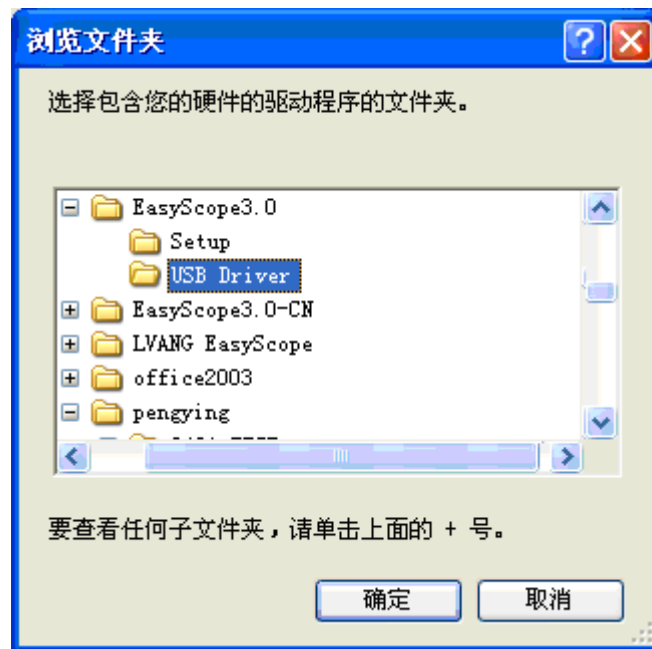 浏览文件夹
选择包含您的硬件的驱动程序的文件夹。
EasyScope3.0
Setup
USB Driver
EasyScope3.0-CN
LVANG EasyScope
office2003
pengying
要查看任何子文件夹，请单击上面的 + 号。
确定 取消